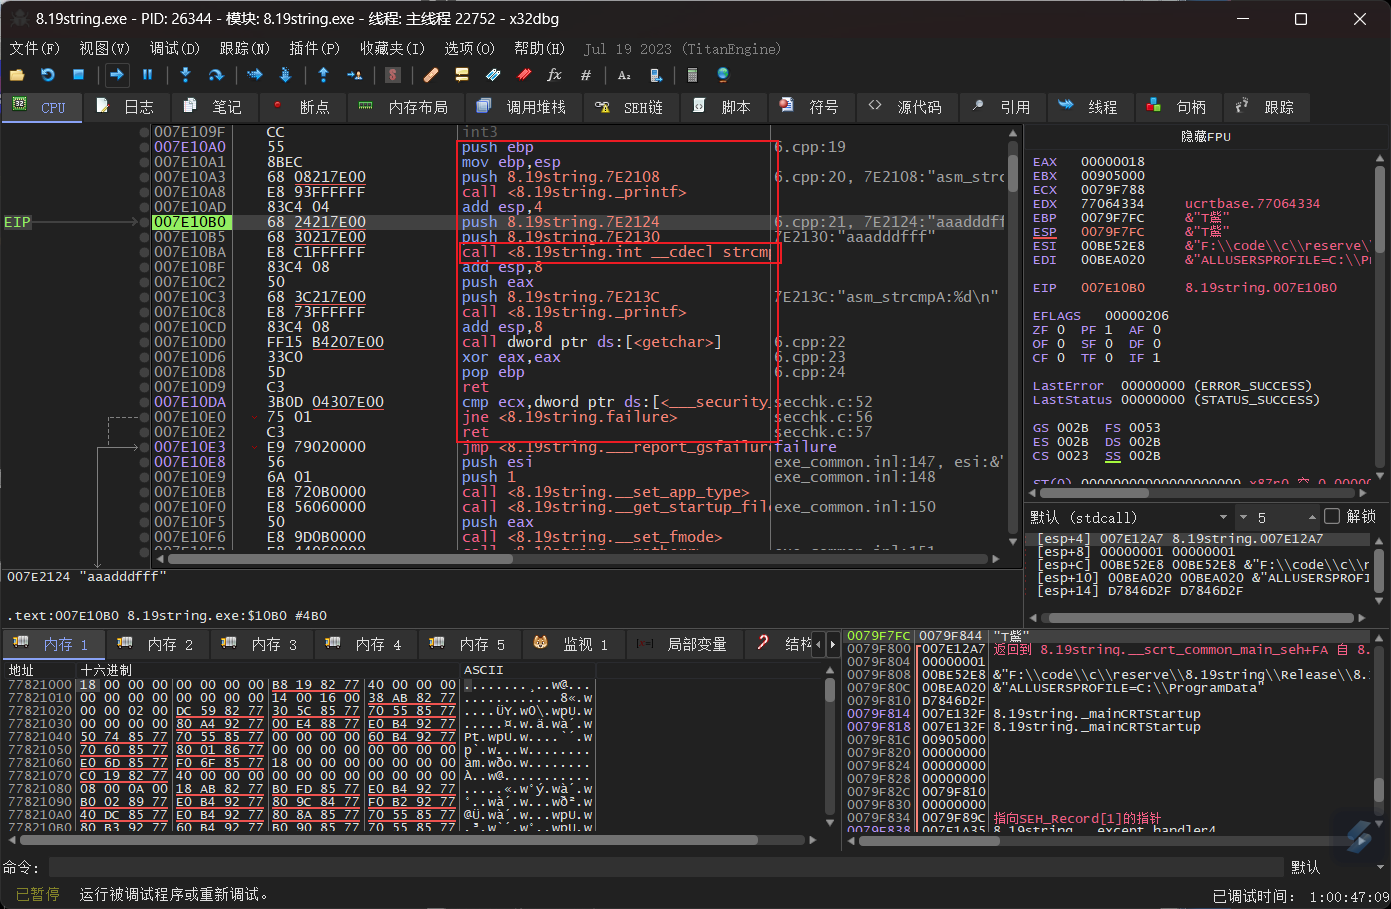 8.19string.exe - PID: 26344 - 模块: 8.19string.exe - 线程: 主线程 22752 - x32dbg
文件(F) 视图(V) 调试(D) 跟踪(N) 插件(P) 收藏夹(I) 选项(O) 帮助(H) Jul 19 2023 (TitanEngine)
CPU 日志 笔记 断点 内存布局 调用堆栈 SEH链 脚本 符号 源代码 引用 线程 句柄 跟踪
007E109F CC int3
007E10A0 55 push ebp 6.cpp:19
007E10A1 8BEC mov ebp,esp
007E10A3 68 08217E00 push 8.19string.7E2108 6.cpp:20, 7E2108:"asm_strc
007E10A8 E8 93FFFFFF call <8.19string._printf>
007E10AD 83C4 04 add esp,4
EIP 007E10B0 68 24217E00 push 8.19string.7E2124 6.cpp:21, 7E2124:"aaadddff
007E10B5 68 30217E00 push 8.19string.7E2130 7E2130:"aaadddfff"
007E10BA E8 C1FFFFFF call <8.19string.int __cdecl strcm
007E10BF 83C4 08 add esp,8
007E10C2 50 push eax
007E10C3 68 3C217E00 push 8.19string.7E213C 7E213C:"asm_strcmpA:%d\n"
007E10C8 E8 73FFFFFF call <8.19string._printf>
007E10CD 83C4 08 add esp,8
007E10D0 FF15 B4207E00 call dword ptr ds:[<getchar>] 6.cpp:22
007E10D6 33C0 xor eax,eax 6.cpp:23
007E10D8 5D pop ebp 6.cpp:24
007E10D9 C3 ret
007E10DA 3B0D 04307E00 cmp ecx,dword ptr ds:[<___security_ secchk.c:52
007E10E0 75 01 jne <8.19string.failure> secchk.c:56
007E10E2 C3 ret secchk.c:57
007E10E3 E9 79020000 jmp <8.19string.___report_gsfailure failure
007E10E8 56 push esi exe_common.inl:147, esi:&"
007E10E9 6A 01 push 1 exe_common.inl:148
007E10EB E8 720B0000 call <8.19string.__set_app_type>
007E10F0 E8 56060000 call <8.19string.__get_startup_file exe_common.inl:150
007E10F5 50 push eax
007E10F6 E8 9D0B0000 call <8.19string.__set_fmode>
隐藏FPU
EAX 00000018
EBX 00905000
ECX 0079F788
EDX 77064334 ucrtbase.77064334
EBP 0079F7FC &"T鮆"
ESP 0079F7FC &"T鮆"
ESI 00BE52E8 &"F:\\code\\c\\reserve\
EDI 00BEA020 &"ALLUSERSPROFILE=C:\\Pr
EIP 007E10B0 8.19string.007E10B0
EFLAGS 00000206
ZF 0 PF 1 AF 0
OF 0 SF 0 DF 0
CF 0 TF 0 IF 1
LastError 00000000 (ERROR_SUCCESS)
LastStatus 00000000 (STATUS_SUCCESS)
GS 002B FS 0053
ES 002B DS 002B
CS 0023 SS 002B
ST(0) 00000000000000000000 x87r0 空 0.00000
默认 (stdcall) 5 解锁
[esp+4] 007E12A7 8.19string.007E12A7
[esp+8] 00000001 00000001
[esp+C] 00BE52E8 00BE52E8 &"F:\\code\\c\\r
[esp+10] 00BEA020 00BEA020 &"ALLUSERSPROFI
[esp+14] D7846D2F D7846D2F
007E2124 "aaadddfff"
.text:007E10B0 8.19string.exe:$10B0 #4B0
内存 1 内存 2 内存 3 内存 4 内存 5 监视 1 局部变量 结构
地址 十六进制 ASCII
77821000 18 00 00 00 00 00 00 00 B8 19 82 77 40 00 00 00 ........¸..w@...
77821010 00 00 00 00 00 00 00 00 14 00 16 00 38 AB 82 77 ............8«.w
77821020 00 00 02 00 DC 59 82 77 30 5C 85 77 70 55 85 77 ....ÜY.w0\.wpU.w
77821030 00 00 00 00 80 A4 92 77 00 E4 88 77 E0 B4 92 77 .....¤.w.ä.wà´.w
77821040 50 74 85 77 70 55 85 77 00 00 00 00 60 B4 92 77 Pt.wpU.w....`´.w
77821050 70 60 85 77 80 01 86 77 00 00 00 00 00 00 00 00 p`.w...w........
77821060 E0 6D 85 77 F0 6F 85 77 18 00 00 00 00 00 00 00 àm.wðo.w........
77821070 C0 19 82 77 40 00 00 00 00 00 00 00 00 00 00 00 À..w@...........
77821080 08 00 0A 00 18 AB 82 77 B0 FD 85 77 E0 B4 92 77 .....«.w°ý.wà´.w
77821090 B0 02 89 77 E0 B4 92 77 80 9C 84 77 F0 B2 92 77 °..wà´.w...wð².w
778210A0 40 DC 85 77 E0 B4 92 77 80 8A 85 77 70 55 85 77 @Ü.wà´.w...wpU.w
778210B0 80 B3 92 77 60 B4 92 77 B0 90 85 77 70 55 85 77 .³.w`´.w°..wpU.w
0079F7FC 0079F844 "T鮆"
0079F800 007E12A7 返回到 8.19string.__scrt_common_main_seh+FA 自 8.
0079F804 00000001
0079F808 00BE52E8 &"F:\\code\\c\\reserve\\8.19string\\Release\\8.1
0079F80C 00BEA020 &"ALLUSERSPROFILE=C:\\ProgramData"
0079F810 D7846D2F
0079F814 007E132F 8.19string._mainCRTStartup
0079F818 007E132F 8.19string._mainCRTStartup
0079F81C 00905000
0079F820 00000000
0079F824 00000000
0079F828 00000000
0079F82C 0079F810
0079F830 00000000
0079F834 0079F89C 指向SEH_Record[1]的指针
0079F838 007E1A35 8.19string.__except_handler4
命令: 默认
已暂停 运行被调试程序或重新调试。 已调试时间: 1:00:47:09